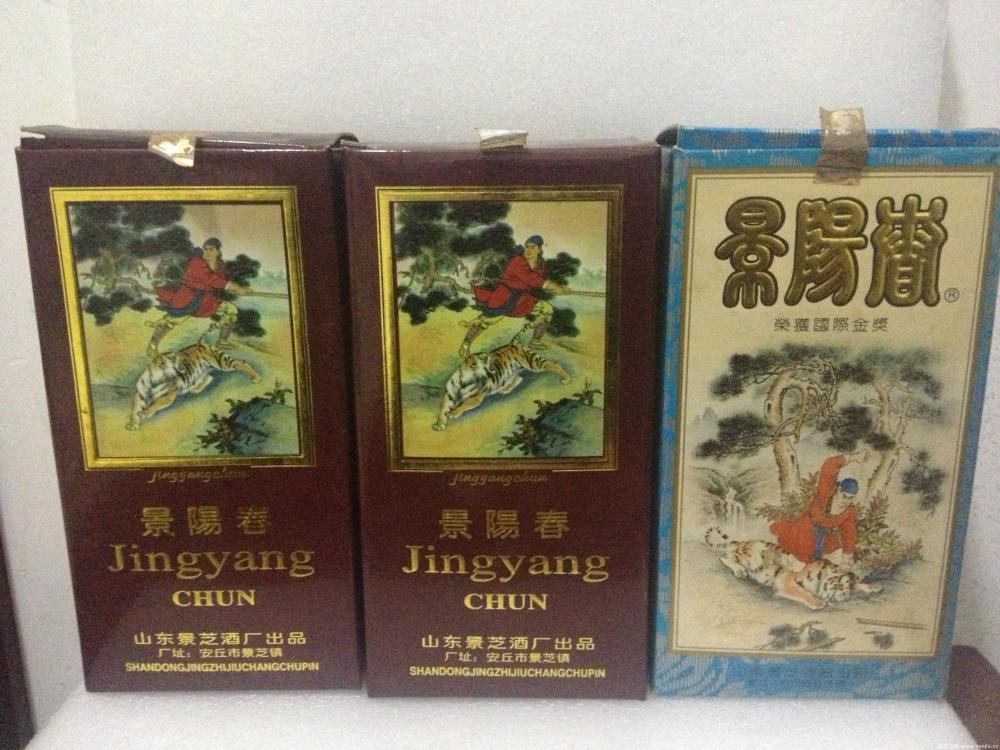 jingyangchun
景陽春
Jingyang
CHUN
山东景芝酒厂出品
厂址：安丘市景芝镇
SHANDONGJINGZHIJIUCHANGCHUPIN
jingyangchun
景陽春
Jingyang
CHUN
山东景芝酒厂出品
厂址：安丘市景芝镇
SHANDONGJINGZHIJIUCHANGCHUPIN
景陽春®
榮獲國際金獎